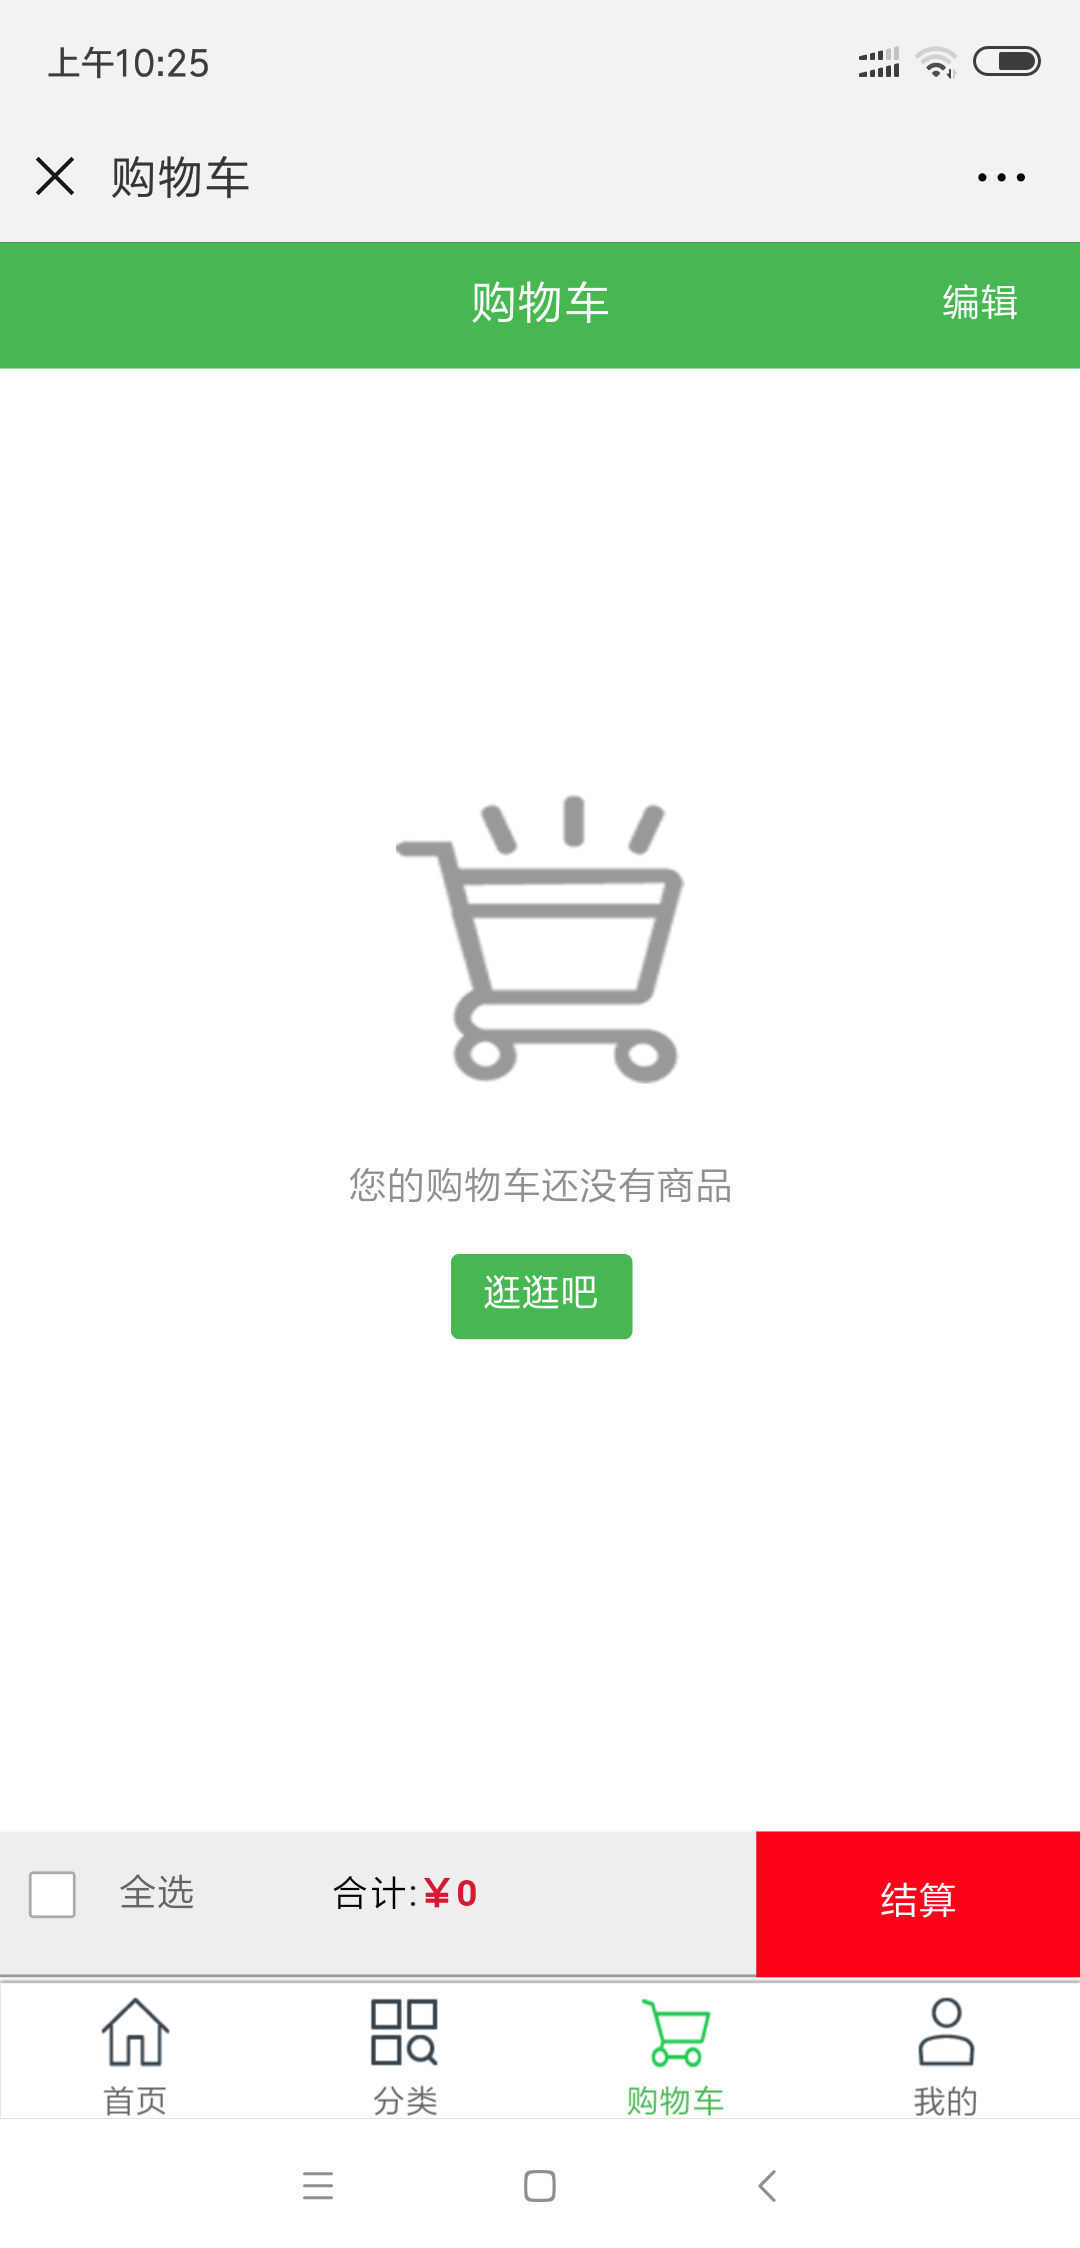 上午10:25
购物车
购物车 编辑
您的购物车还没有商品
逛逛吧
全选 合计:¥0 结算
首页 分类 购物车 我的